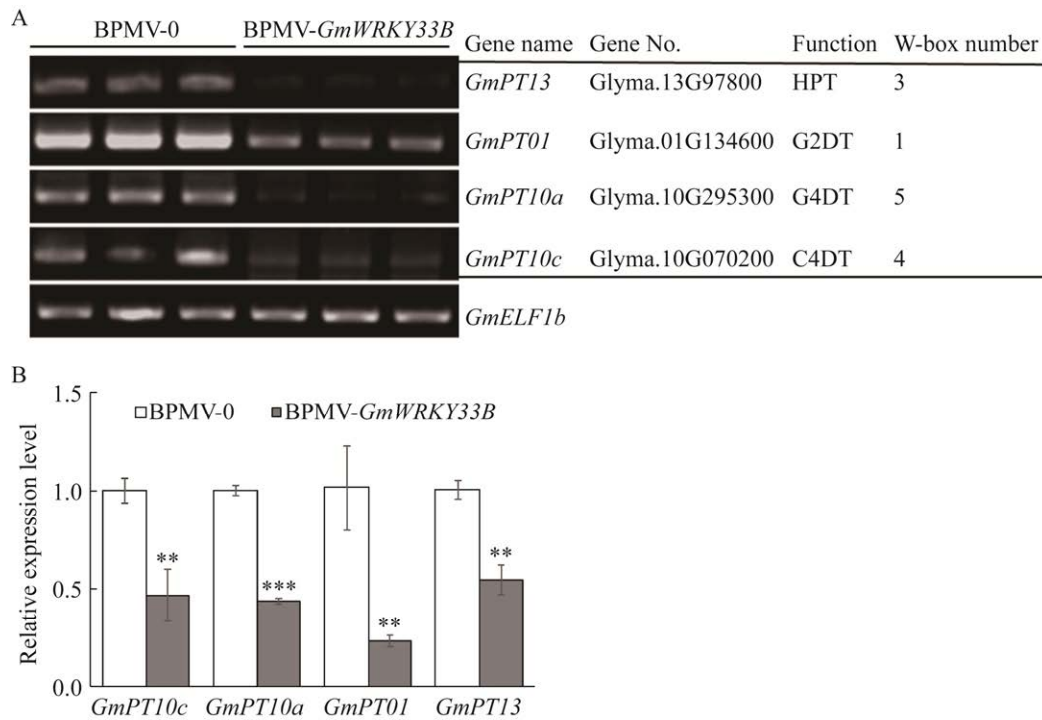 A
BPMV-0 BPMV-GmWRKY33B
Gene name Gene No. Function W-box number
GmPT13 Glyma.13G97800 HPT 3
GmPT01 Glyma.01G134600 G2DT 1
GmPT10a Glyma.10G295300 G4DT 5
GmPT10c Glyma.10G070200 C4DT 4
GmELF1b
B
Relative expression level
1.5
1.0
0.5
0.0
BPMV-0 BPMV-GmWRKY33B
** *** ** **
GmPT10c GmPT10a GmPT01 GmPT13